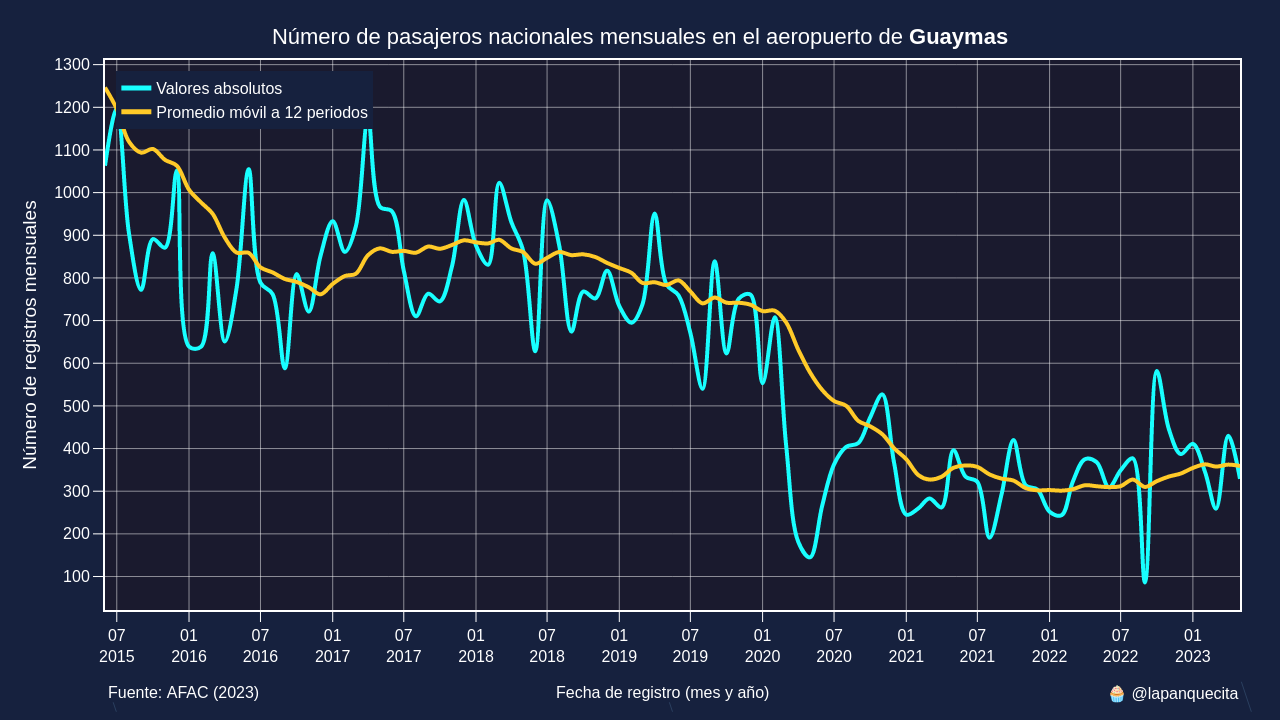 Número de pasajeros nacionales mensuales en el aeropuerto de Guaymas
Valores absolutos
Promedio móvil a 12 periodos
Número de registros mensuales
1300
1200
1100
1000
900
800
700
600
500
400
300
200
100
07 01 07 01 07 01 07 01 07 01 07 01 07 01 07 01
2015 2016 2016 2017 2017 2018 2018 2019 2019 2020 2020 2021 2021 2022 2022 2023
Fuente: AFAC (2023)
Fecha de registro (mes y año)
🧁 @lapanquecita